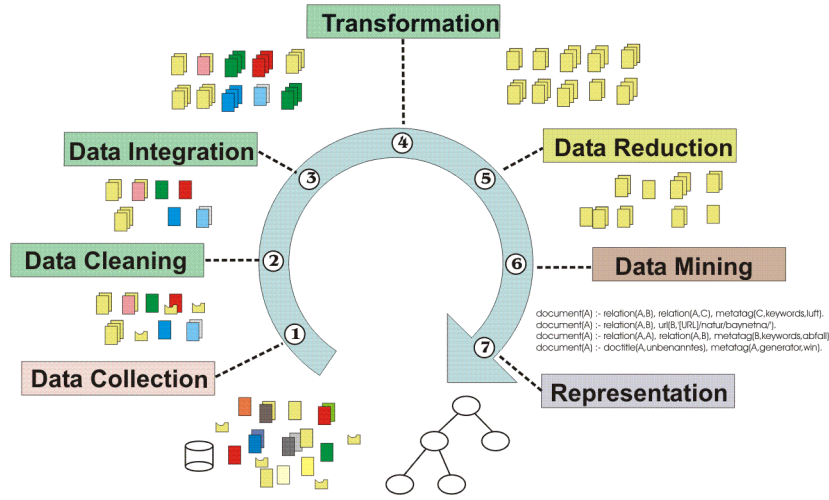 Transformation
4
Data Integration
3
5
Data Reduction
Data Cleaning
2
6
Data Mining
document(A) :- relation(A,B), relation(A,C), metatag(C,keywords,luft).
document(A) :- relation(A,B), url(B,'[URL]/natur/baynetna/').
document(A) :- relation(A,A), relation(A,B), metatag(B,keywords,abfall)
document(A) :- doctitle(A,unbenanntes), metatag(A,generator,win).
1
7
Data Collection
Representation